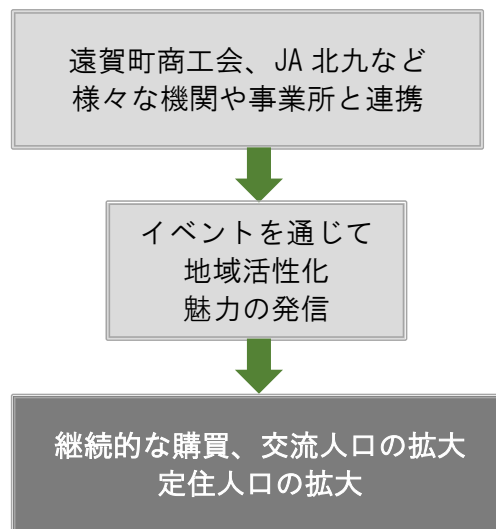 遠賀町商工会、JA 北九など
様々な機関や事業所と連携
イベントを通じて
地域活性化
魅力の発信
継続的な購買、交流人口の拡大
定住人口の拡大